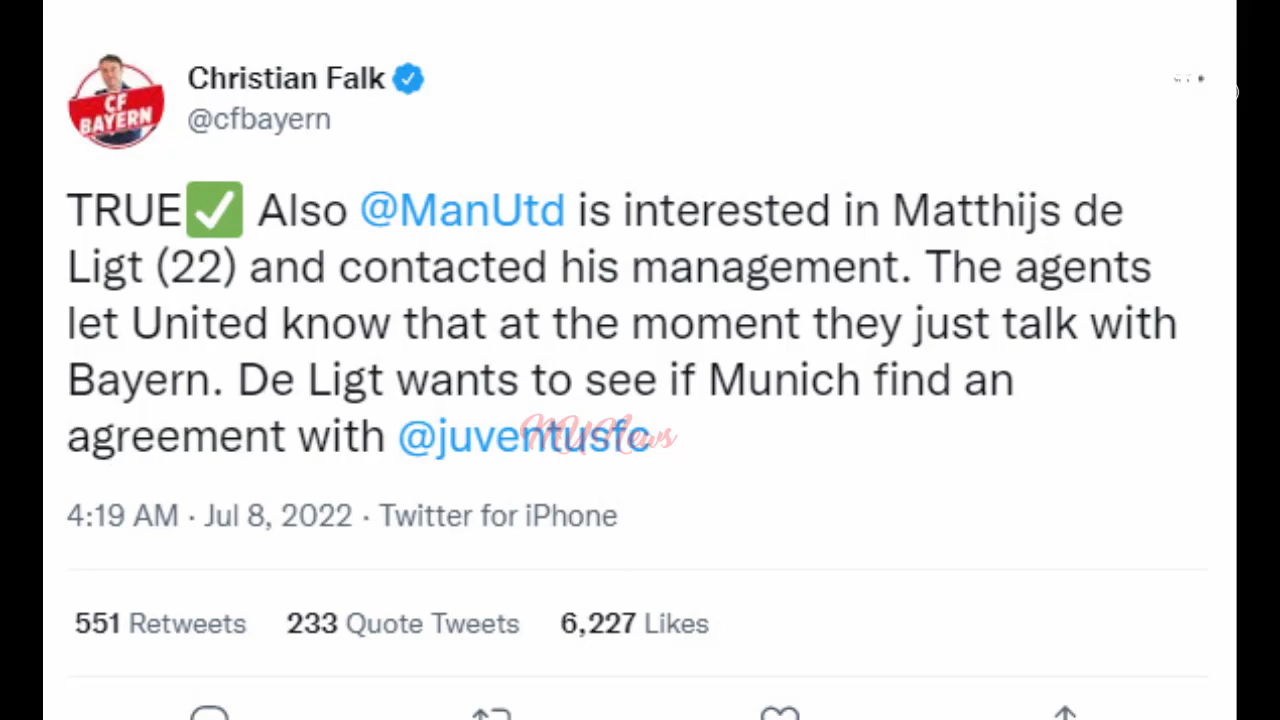 Christian Falk
CF
BAYERN
@cfbayern
TRUE✅ Also @ManUtd is interested in Matthijs de
Ligt (22) and contacted his management. The agents
let United know that at the moment they just talk with
Bayern. De Ligt wants to see if Munich find an
agreement with @juventusfc
MYNews
4:19 AM · Jul 8, 2022 · Twitter for iPhone
551 Retweets 233 Quote Tweets 6,227 Likes